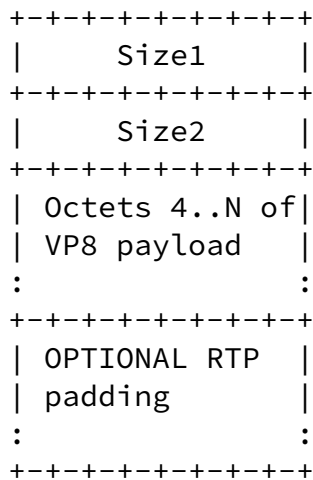 +-+-+-+-+-+-+-+-+
|     Size1     |
+-+-+-+-+-+-+-+-+
|     Size2     |
+-+-+-+-+-+-+-+-+
| Octets 4..N of|
| VP8 payload   |
:               :
+-+-+-+-+-+-+-+-+
| OPTIONAL RTP  |
| padding       |
:               :
+-+-+-+-+-+-+-+-+